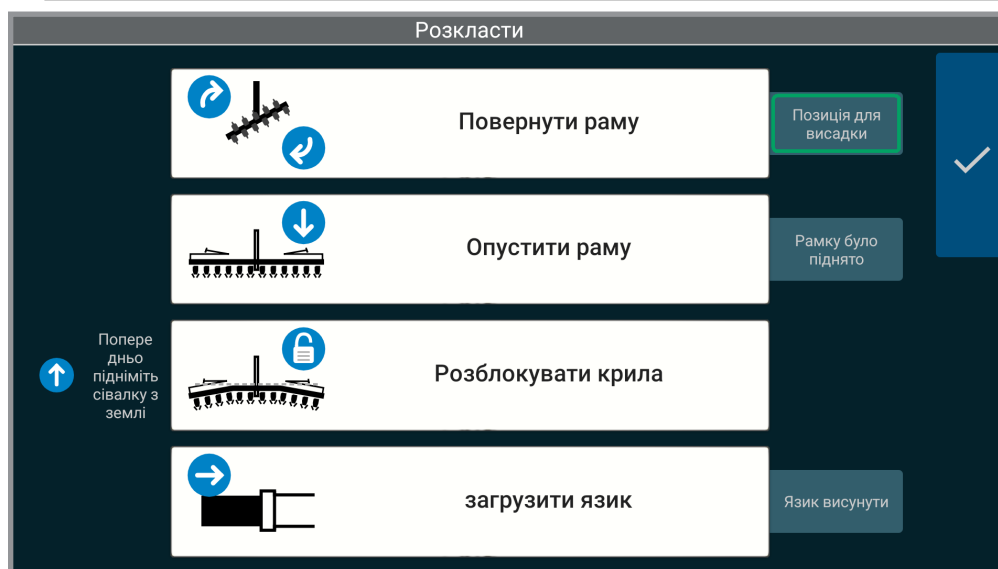 Розкласти
Повернути раму
Позиція для
висадки
Опустити раму
Рамку було
піднято
Попере
дньо
підніміть
сівалку з
землі
Розблокувати крила
загрузити язик
Язик висунути